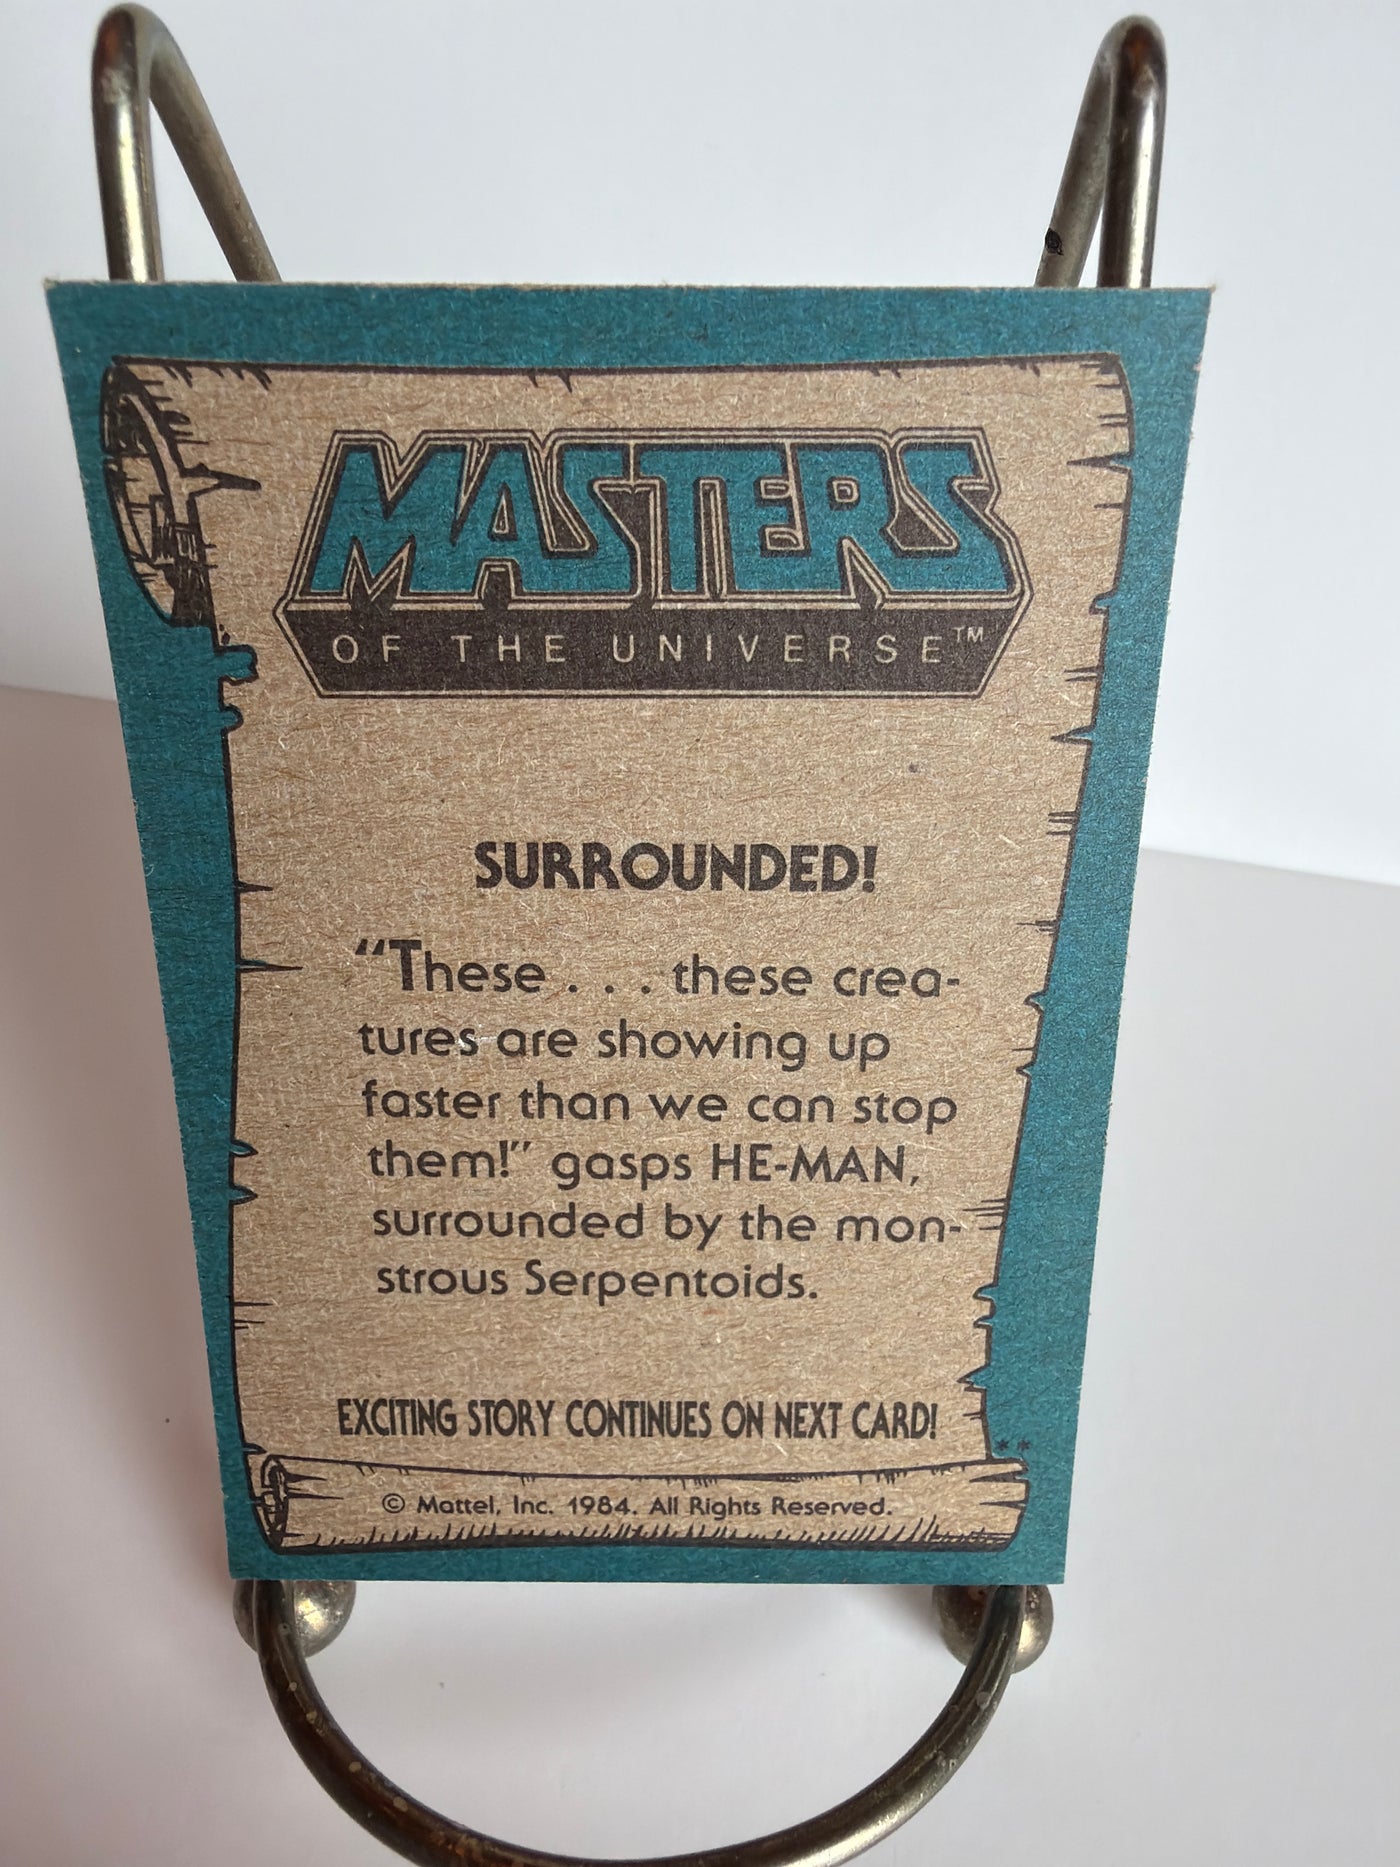 MASTERS
OF THE UNIVERSE™
SURROUNDED!
“These . . . these crea-
tures are showing up
faster than we can stop
them!” gasps HE-MAN,
surrounded by the mon-
strous Serpentoids.
EXCITING STORY CONTINUES ON NEXT CARD!
**
© Mattel, Inc. 1984. All Rights Reserved.